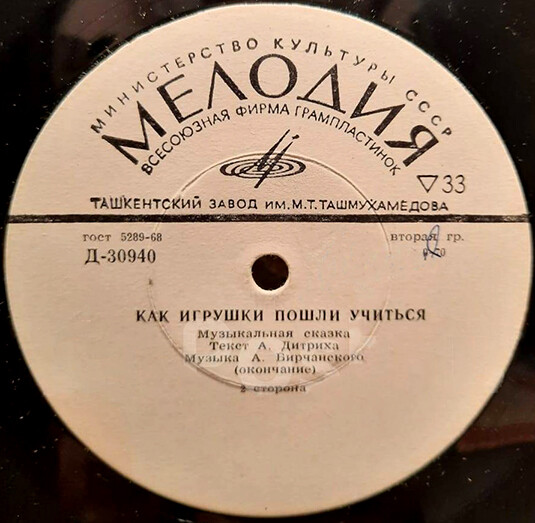 МИНИСТЕРСТВО КУЛЬТУРЫ СССР
МЕЛОДИЯ
ВСЕСОЮЗНАЯ ФИРМА ГРАМПЛАСТИНОК
▽33
ТАШКЕНТСКИЙ ЗАВОД ИМ.М.Т.ТАШМУХАМЕДОВА
гост 5289-68
вторая гр.
Д-30940
КАК ИГРУШКИ ПОШЛИ УЧИТЬСЯ
Музыкальная сказка
Текст А. Дитриха
Музыка А. Бирчанского
(окончание)
2 сторона